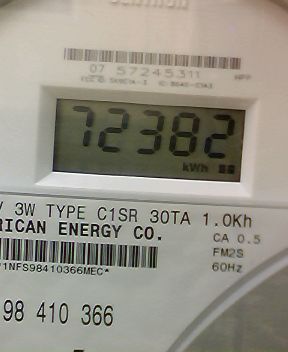 07 57245311
72382
kWh
V 3W TYPE C1SR 30TA 1.0Kh
RICAN ENERGY CO.
CA 0.5
FM2S
60Hz
*1NFS98410366MEC*
98 410 366